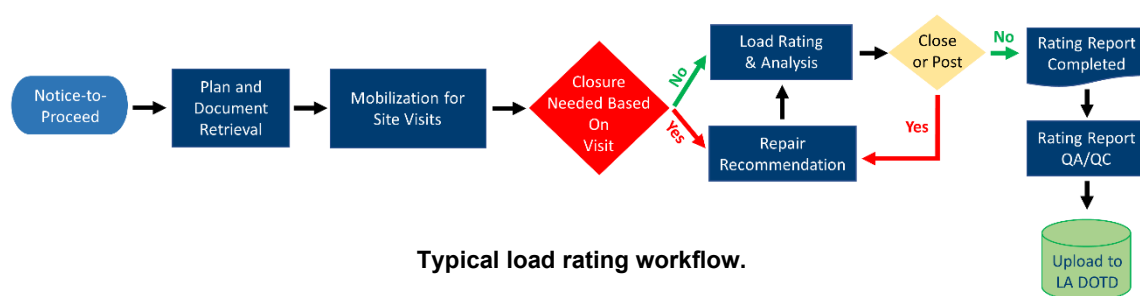 Notice-to-
Proceed
Plan and
Document
Retrieval
Mobilization for
Site Visits
Closure
Needed Based
On
Visit
No
Yes
Load Rating
& Analysis
Repair
Recommendation
Close
or Post
No
Yes
Rating Report
Completed
Rating Report
QA/QC
Upload to
LA DOTD
Typical load rating workflow.